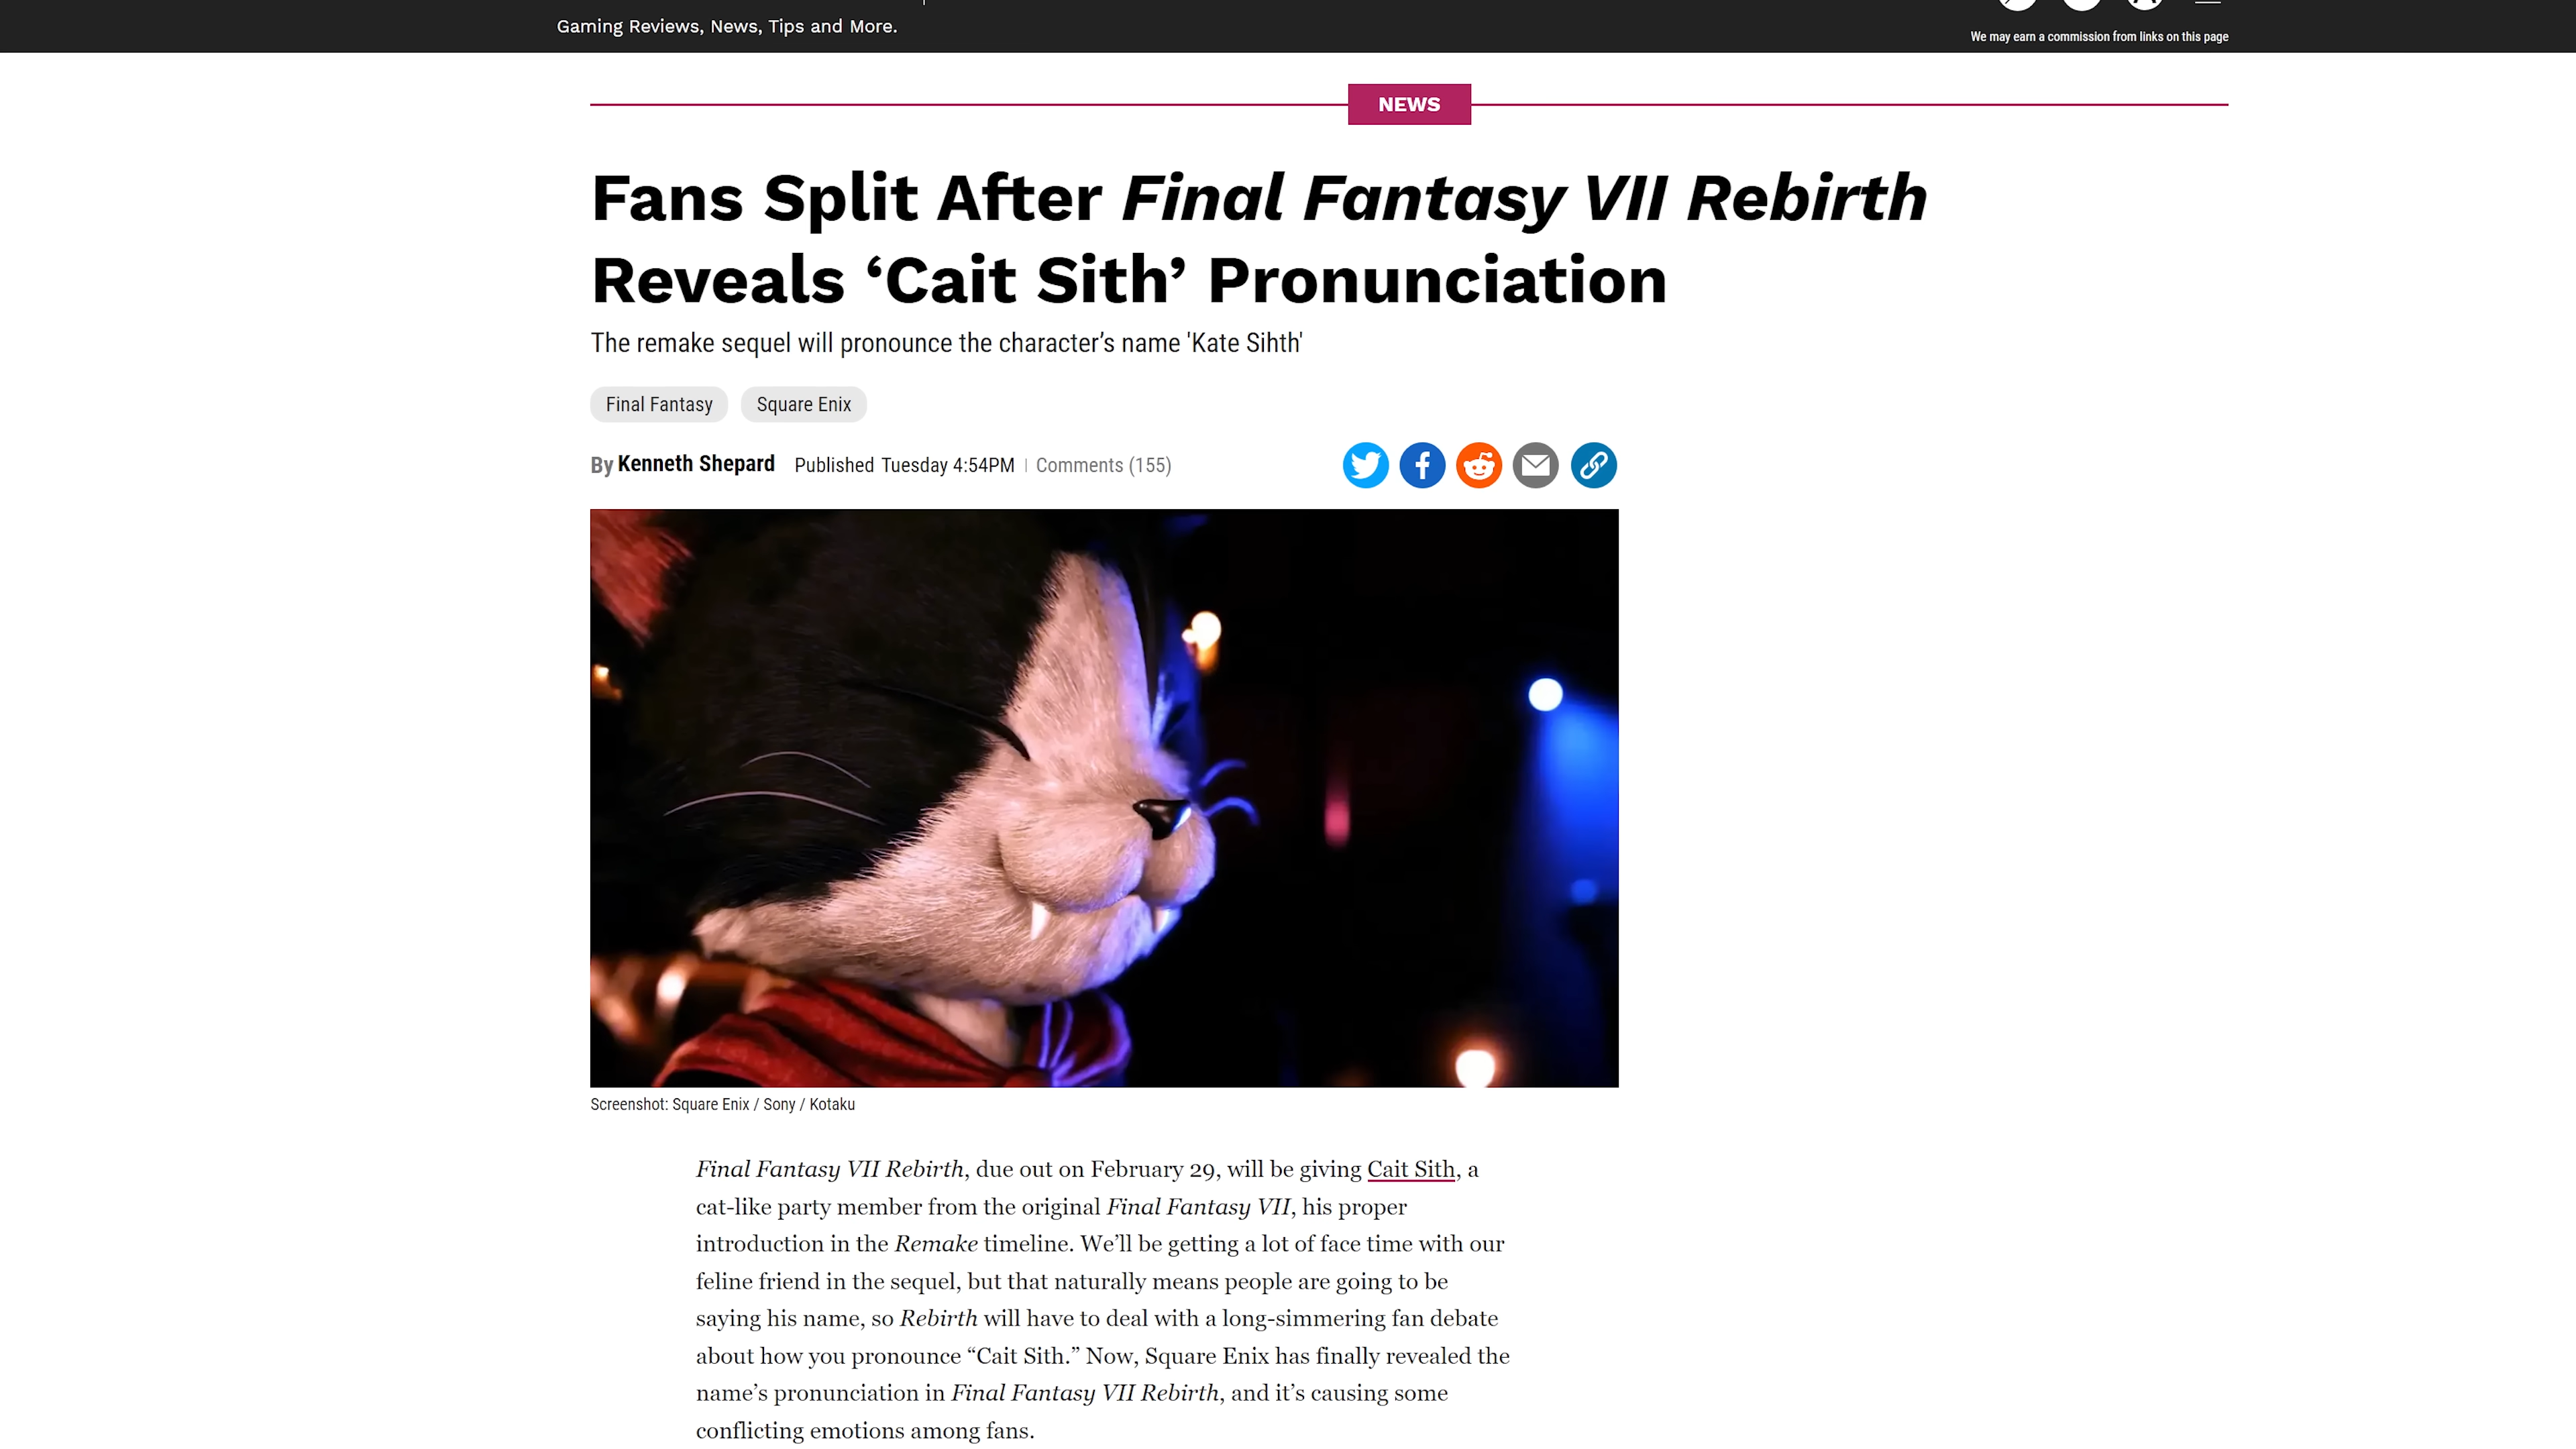 Gaming Reviews, News, Tips and More.
We may earn a commission from links on this page
NEWS
Fans Split After Final Fantasy VII Rebirth
Reveals ‘Cait Sith’ Pronunciation
The remake sequel will pronounce the character’s name 'Kate Sihth'
Final Fantasy Square Enix
By Kenneth Shepard Published Tuesday 4:54PM | Comments (155)
Screenshot: Square Enix / Sony / Kotaku
Final Fantasy VII Rebirth, due out on February 29, will be giving Cait Sith, a
cat-like party member from the original Final Fantasy VII, his proper
introduction in the Remake timeline. We’ll be getting a lot of face time with our
feline friend in the sequel, but that naturally means people are going to be
saying his name, so Rebirth will have to deal with a long-simmering fan debate
about how you pronounce “Cait Sith.” Now, Square Enix has finally revealed the
name’s pronunciation in Final Fantasy VII Rebirth, and it’s causing some
conflicting emotions among fans.